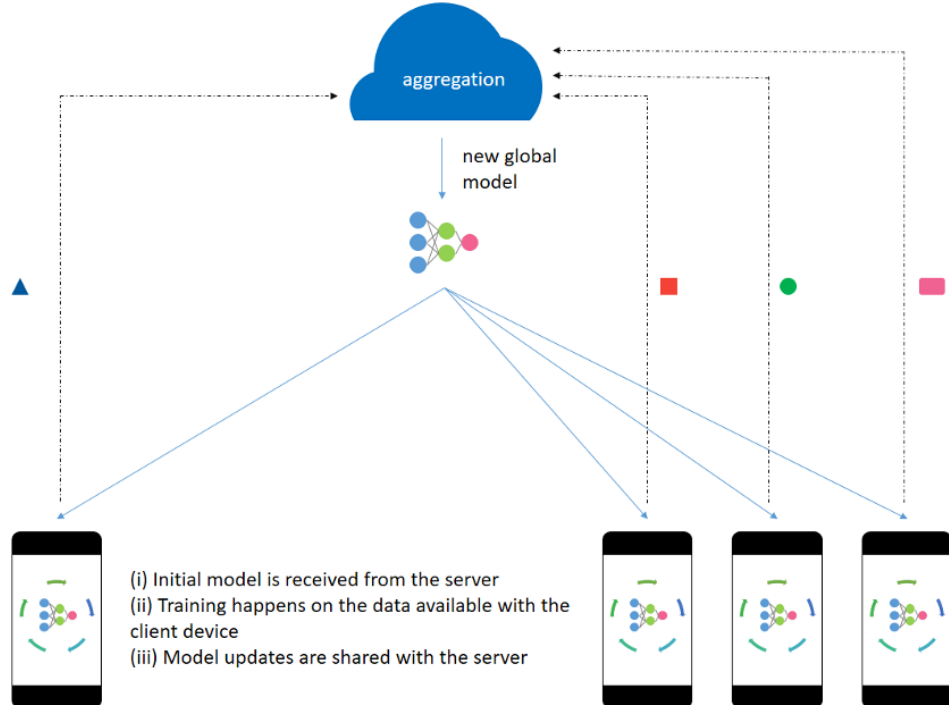 aggregation
new global
model
(i) Initial model is received from the server
(ii) Training happens on the data available with the
client device
(iii) Model updates are shared with the server